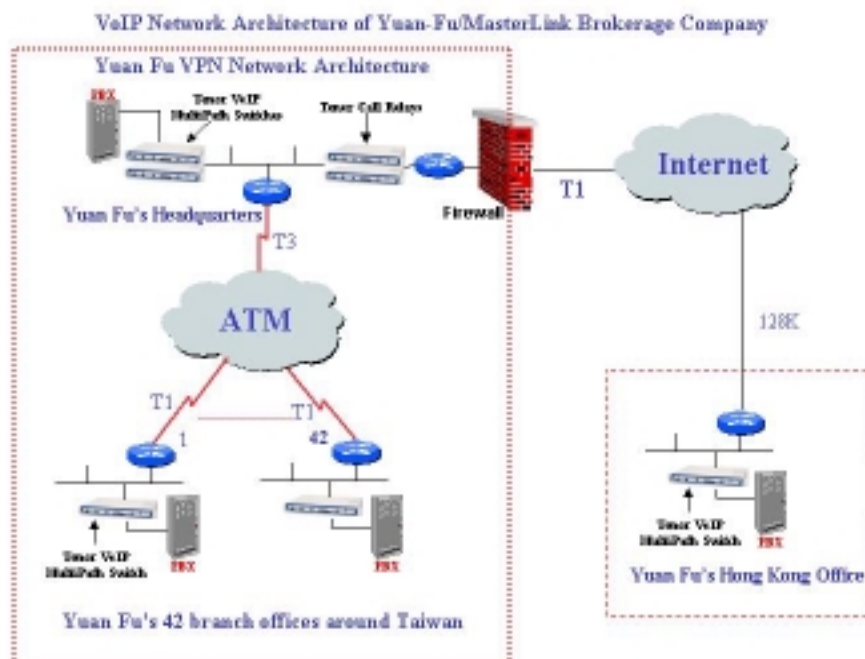 VoIP Network Architecture of Yuan-Fu/MasterLink Brokerage Company
Yuan Fu VPN Network Architecture
PBX
Tenor VoIP
MultiPath Switches
Tenor Call Relays
Internet
T1
Firewall
Yuan Fu's Headquarters
T3
ATM
128K
T1
T1
1
42
Tenor VoIP
MultiPath Switch
PBX
PBX
Tenor VoIP
MultiPath Switch
PBX
Yuan Fu's Hong Kong Office
Yuan Fu's 42 branch offices around Taiwan